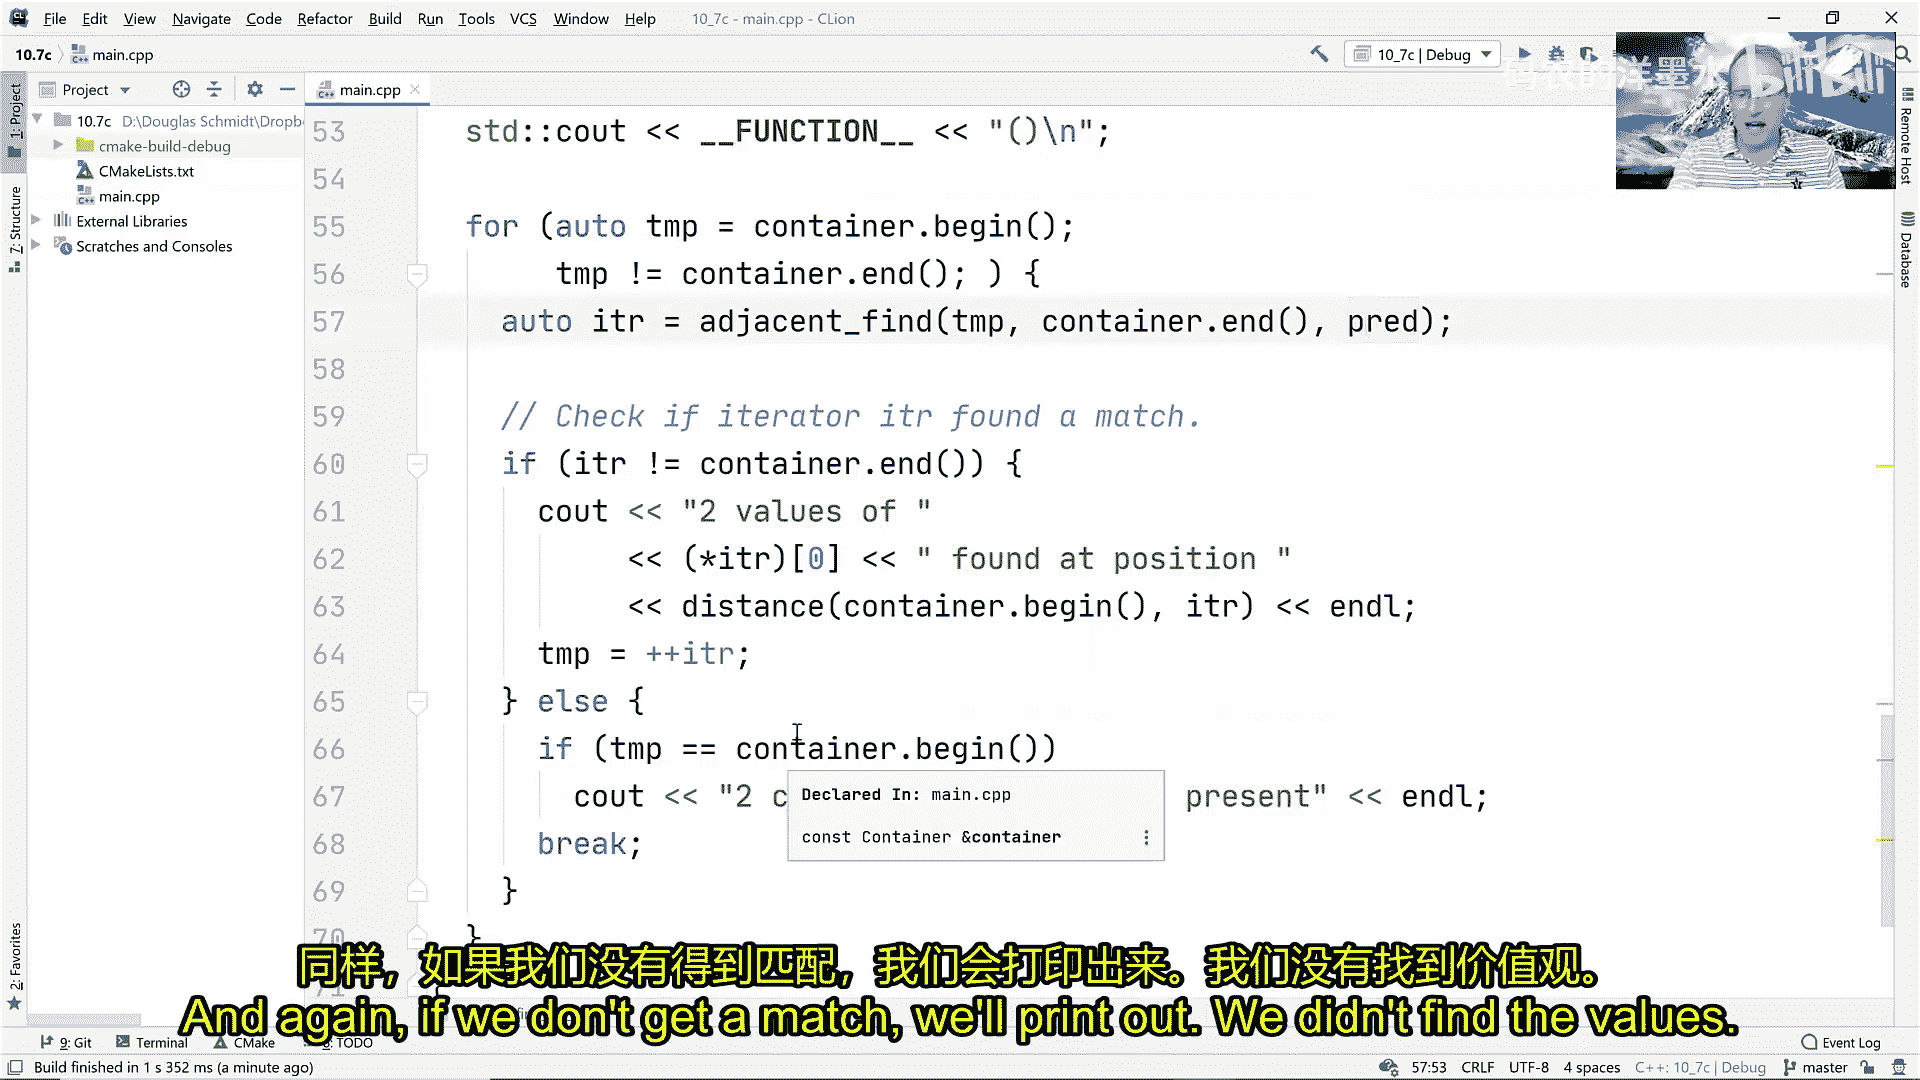 File Edit View Navigate Code Refactor Build Run Tools VCS Window Help 10_7c - main.cpp - CLion
10.7c main.cpp 10_7c | Debug
码农的洋墨水 bilibili
Project main.cpp
1: Project
7: Structure
2: Favorites
Remote Host
Database
10.7c D:\Douglas Schmidt\Dropb
cmake-build-debug
CMakeLists.txt
main.cpp
External Libraries
Scratches and Consoles
53 std::cout << __FUNCTION__ << "()\n";
54
55 for (auto tmp = container.begin();
56 tmp != container.end(); ) {
57 auto itr = adjacent_find(tmp, container.end(), pred);
58
59 // Check if iterator itr found a match.
60 if (itr != container.end()) {
61 cout << "2 values of "
62 << (*itr)[0] << " found at position "
63 << distance(container.begin(), itr) << endl;
64 tmp = ++itr;
65 } else {
66 if (tmp == container.begin())
67 cout << "2 c present" << endl;
Declared In: main.cpp
const Container &container
68 break;
69 }
70 }
71
同样，如果我们没有得到匹配，我们会打印出来。我们没有找到价值观。
And again, if we don't get a match, we'll print out. We didn't find the values.
9: Git Terminal CMake TODO Event Log
Build finished in 1 s 352 ms (a minute ago) 57:53 CRLF UTF-8 4 spaces C++: 10_7c | Debug master